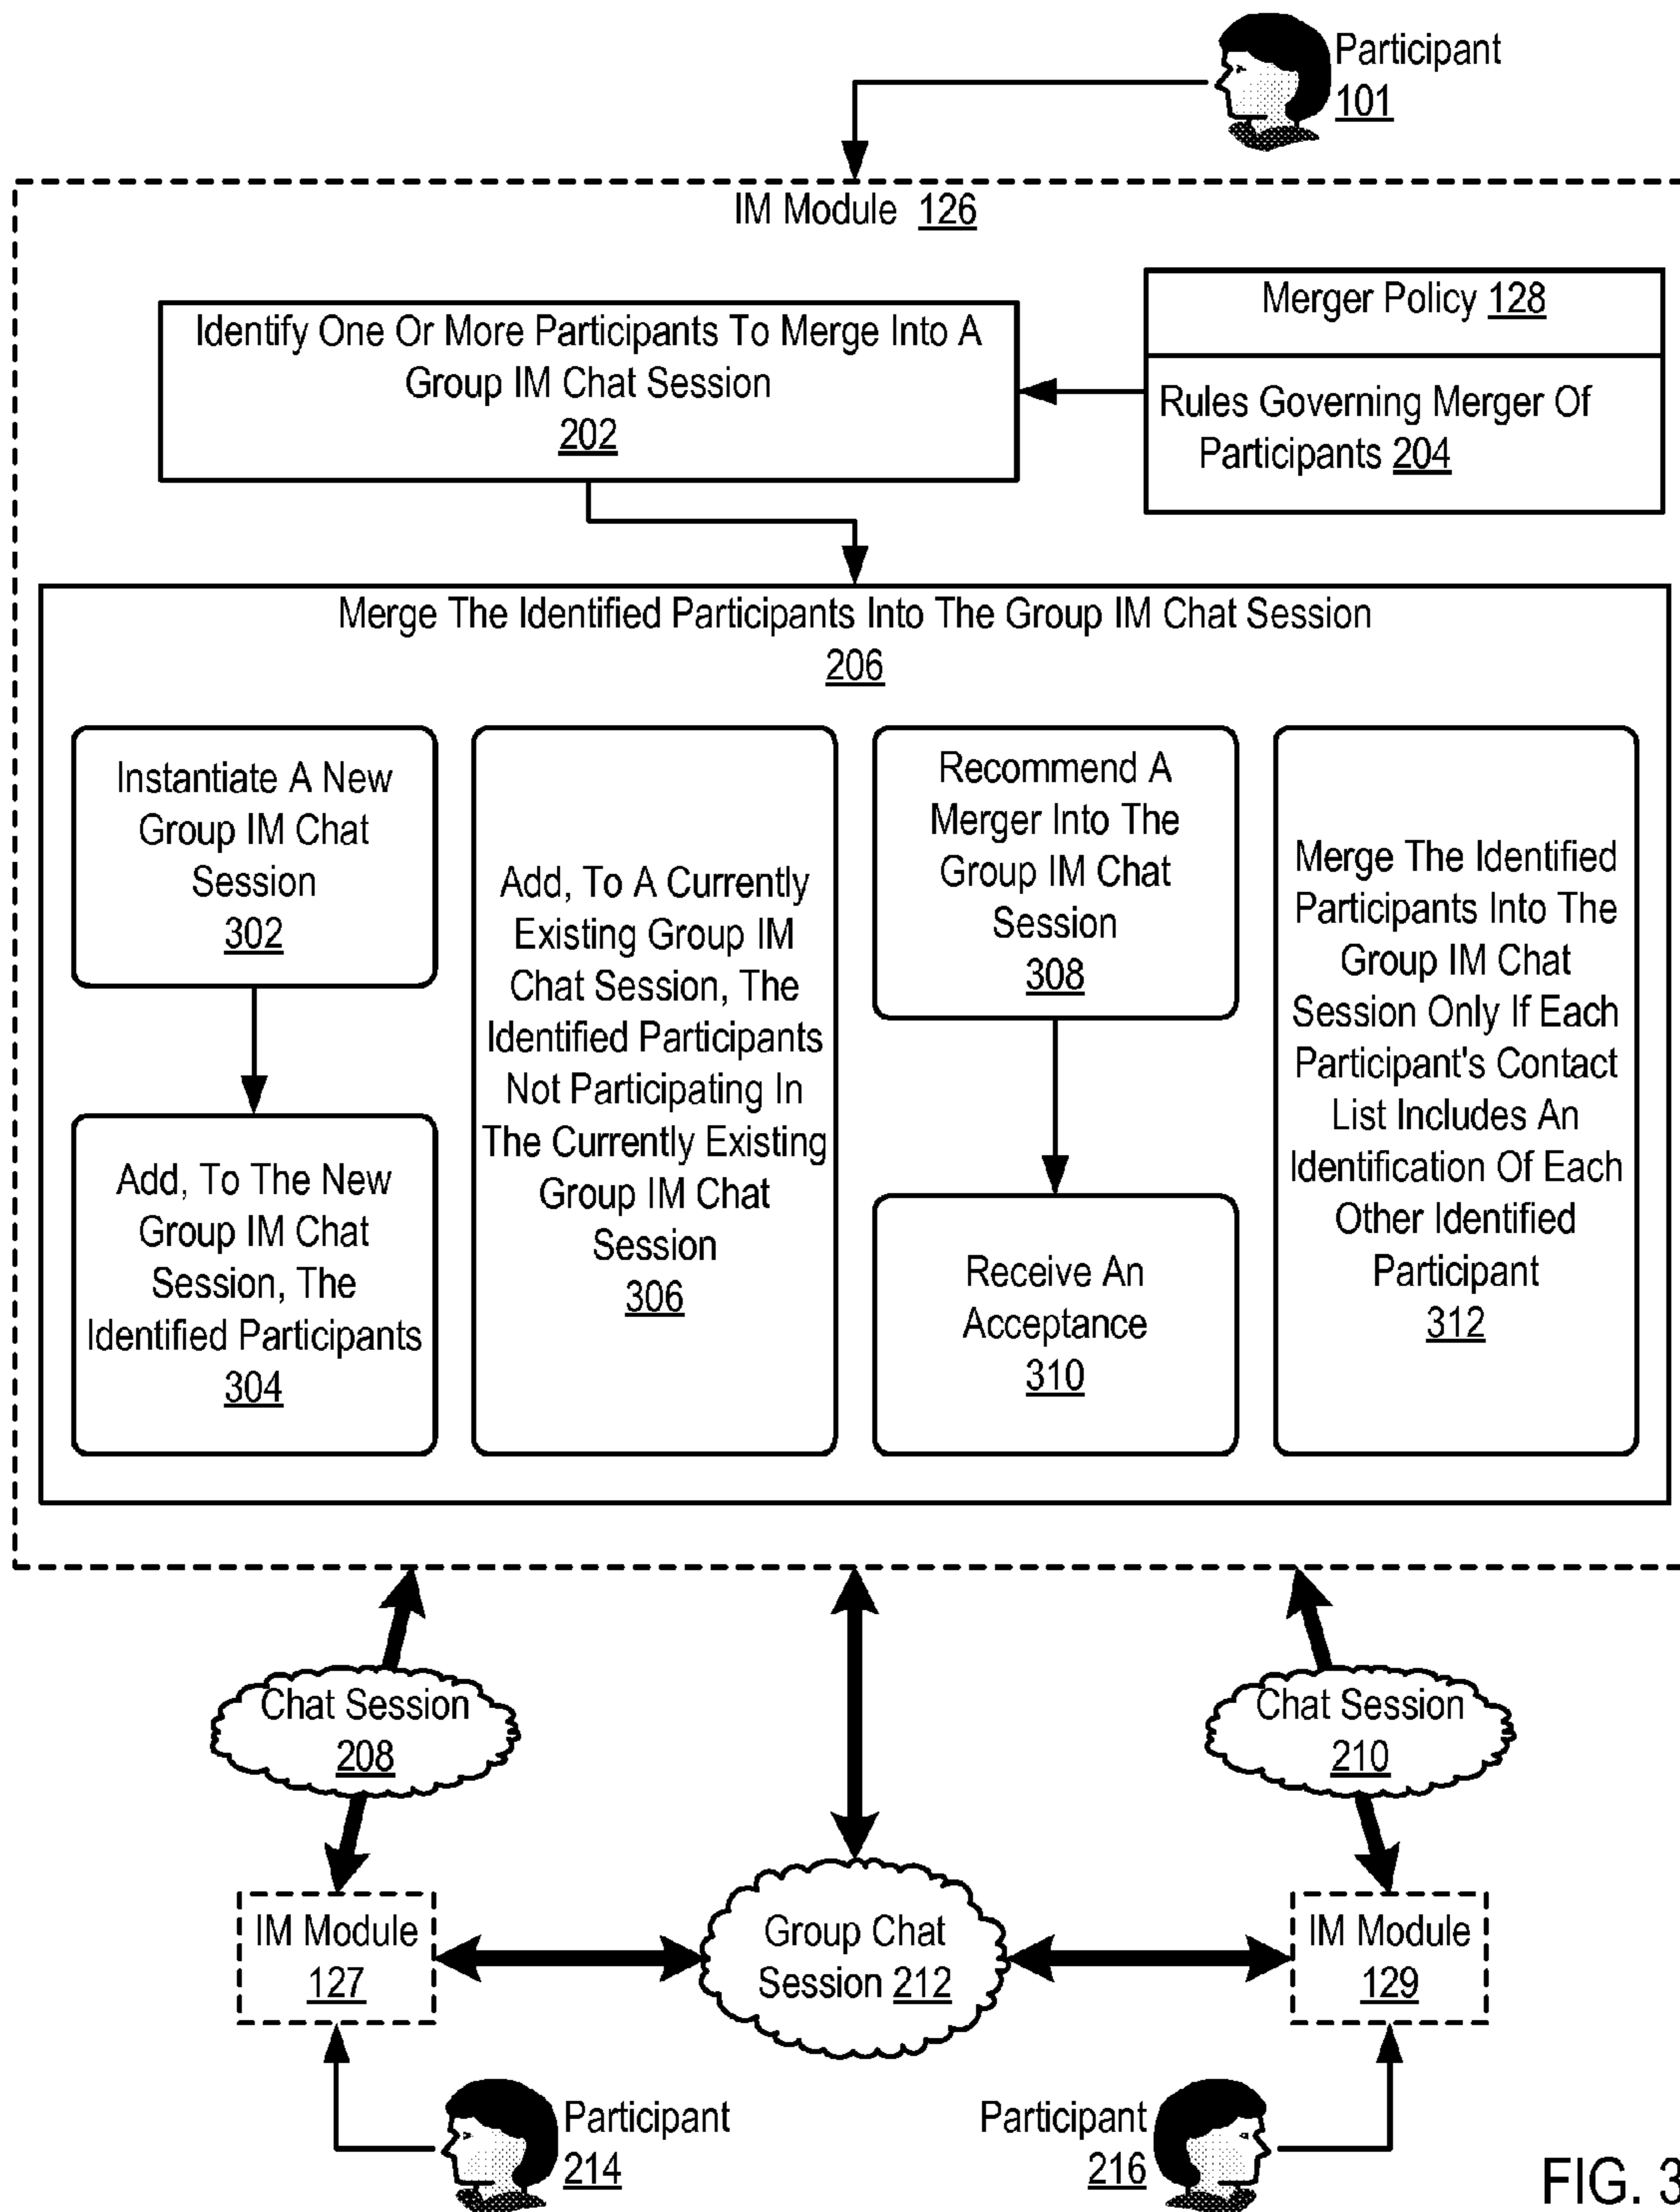 Participant
101
IM Module 126
Identify One Or More Participants To Merge Into A
Group IM Chat Session
202
Merger Policy 128
Rules Governing Merger Of
Participants 204
Merge The Identified Participants Into The Group IM Chat Session
206
Instantiate A New
Group IM Chat
Session
302
Add, To The New
Group IM Chat
Session, The
Identified Participants
304
Add, To A Currently
Existing Group IM
Chat Session, The
Identified Participants
Not Participating In
The Currently Existing
Group IM Chat
Session
306
Recommend A
Merger Into The
Group IM Chat
Session
308
Receive An
Acceptance
310
Merge The Identified
Participants Into The
Group IM Chat
Session Only If Each
Participant's Contact
List Includes An
Identification Of Each
Other Identified
Participant
312
Chat Session
208
Chat Session
210
IM Module
127
Group Chat
Session 212
IM Module
129
Participant
214
Participant
216
FIG. 3